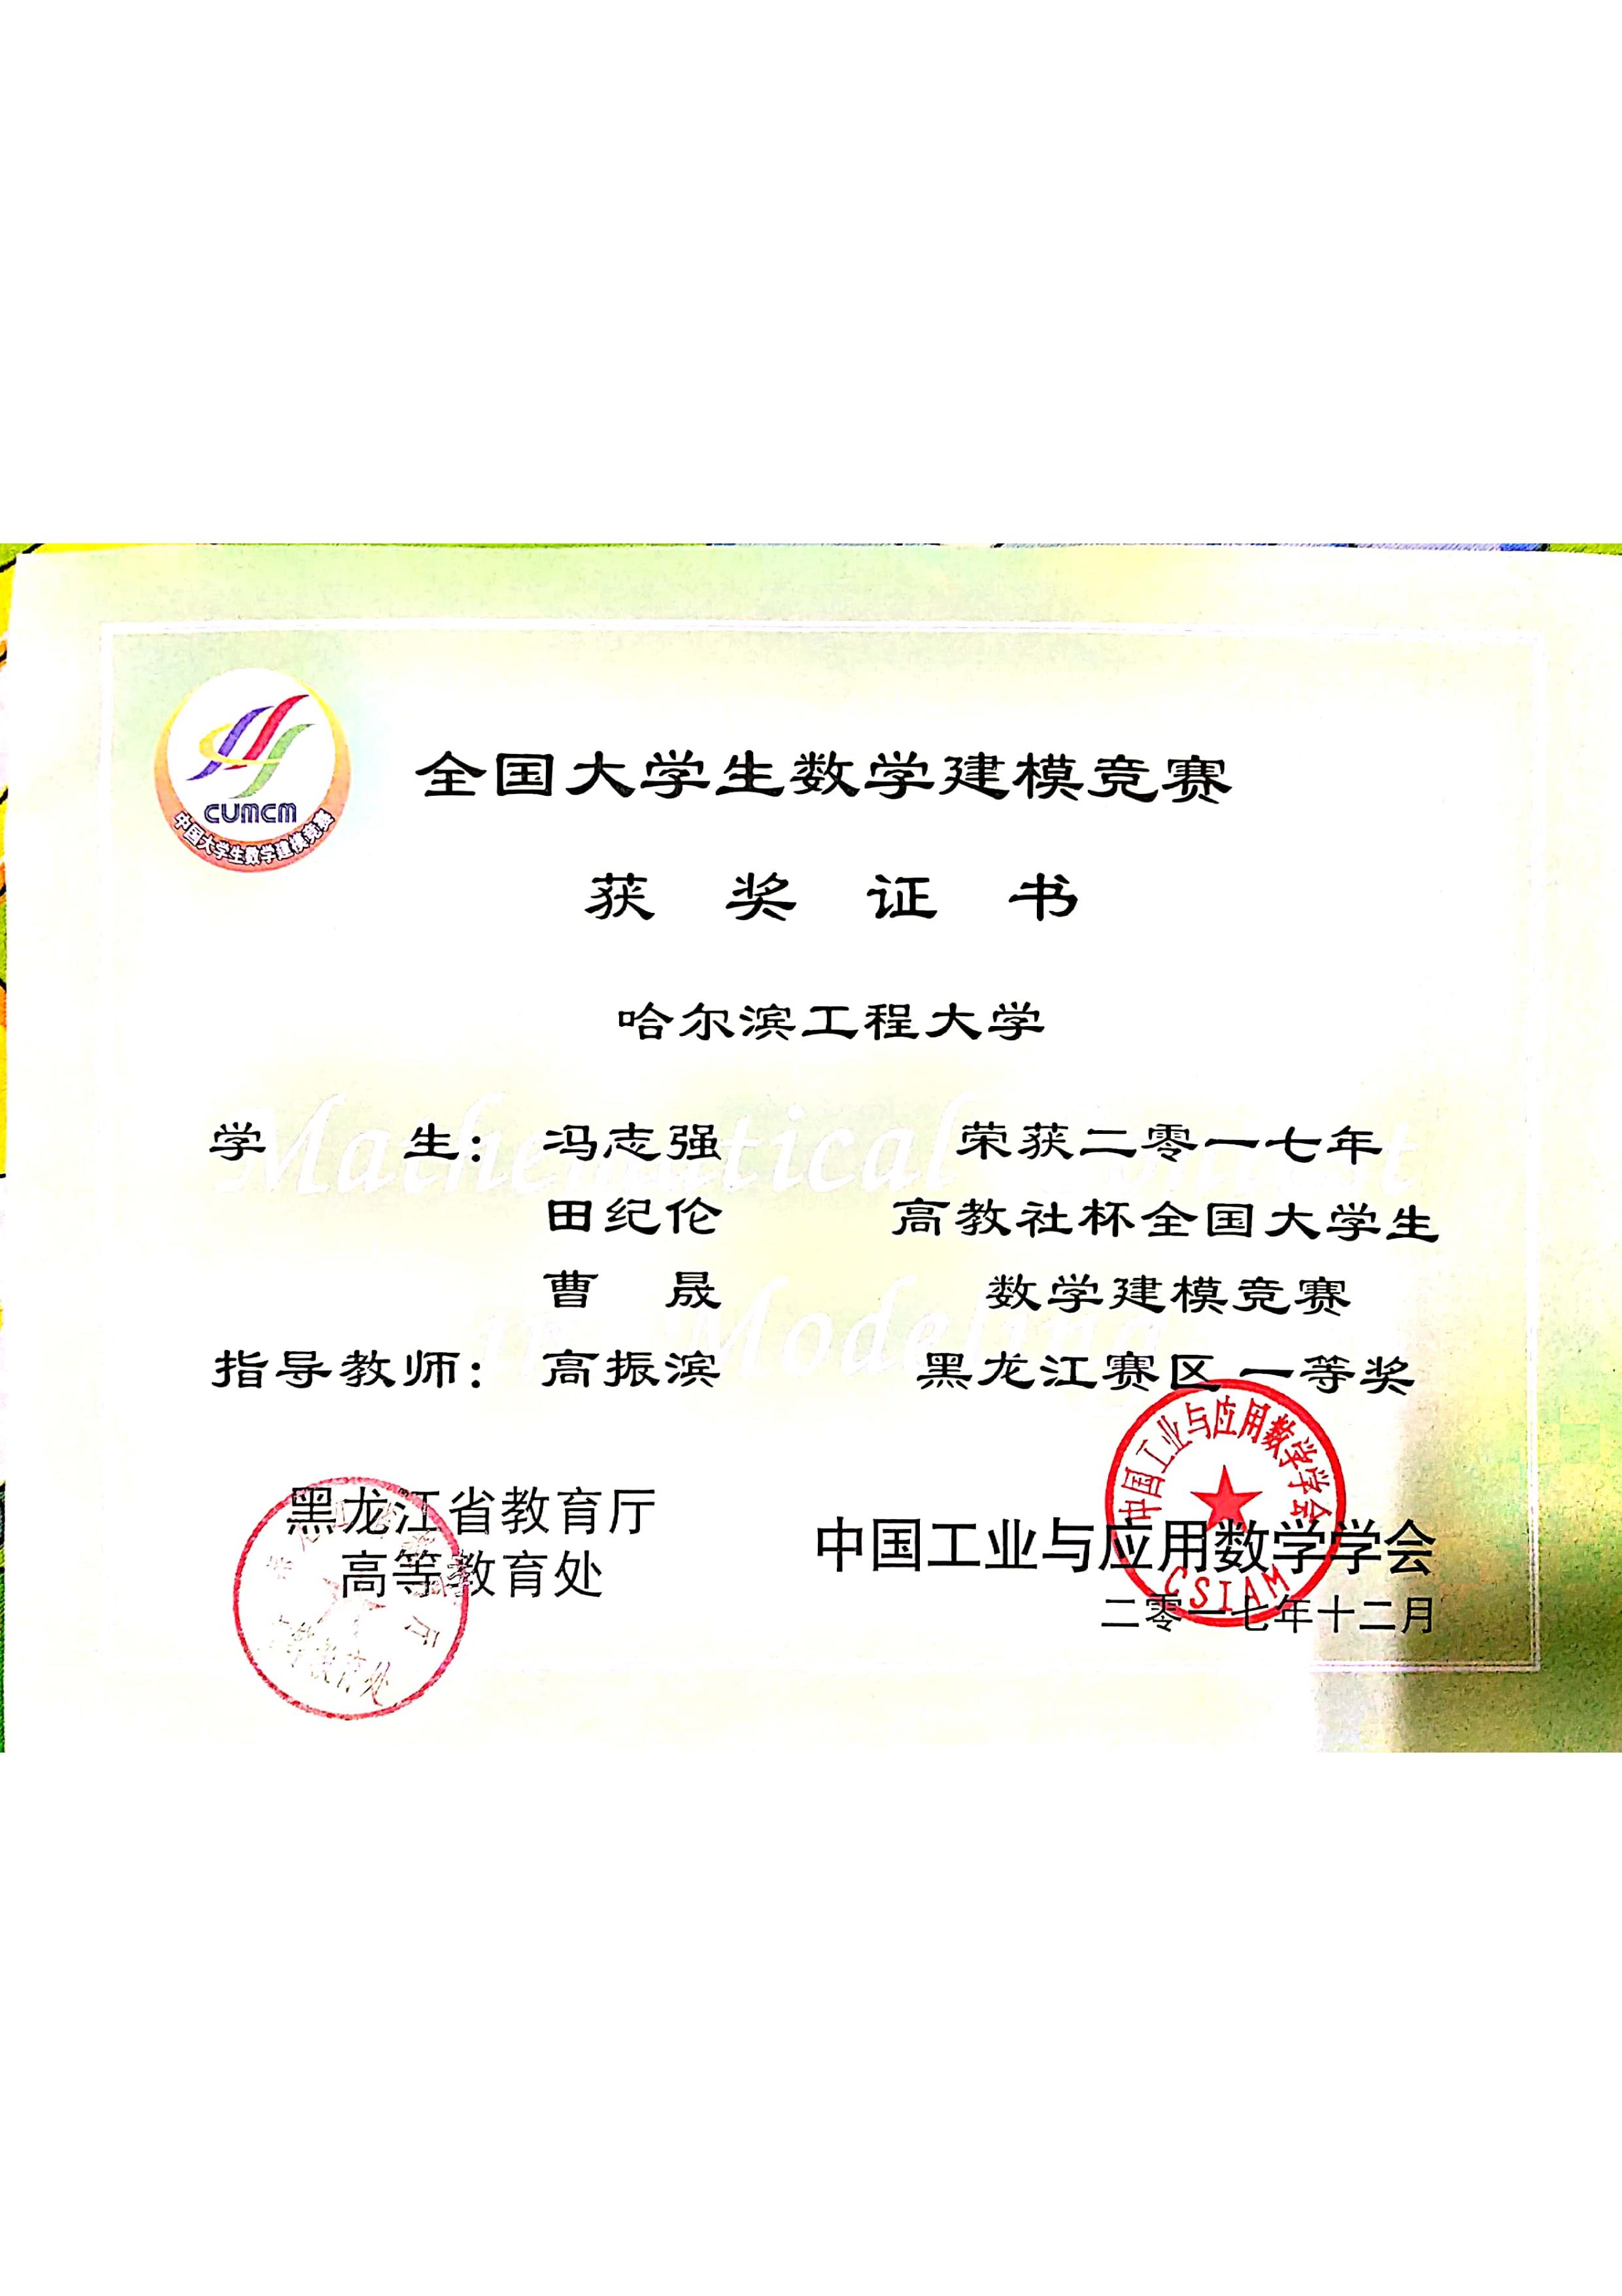 CUMCM
中国大学生数学建模竞赛
全国大学生数学建模竞赛
获奖证书
哈尔滨工程大学
Mathematical Contest
in Modeling
学生：冯志强 荣获二零一七年
田纪伦 高教社杯全国大学生
曹晟 数学建模竞赛
指导教师：高振滨 黑龙江赛区一等奖
黑龙江省教育厅
高等教育处
中国工业与应用数学学会
CSIAM
中国工业与应用数学学会
二零一七年十二月